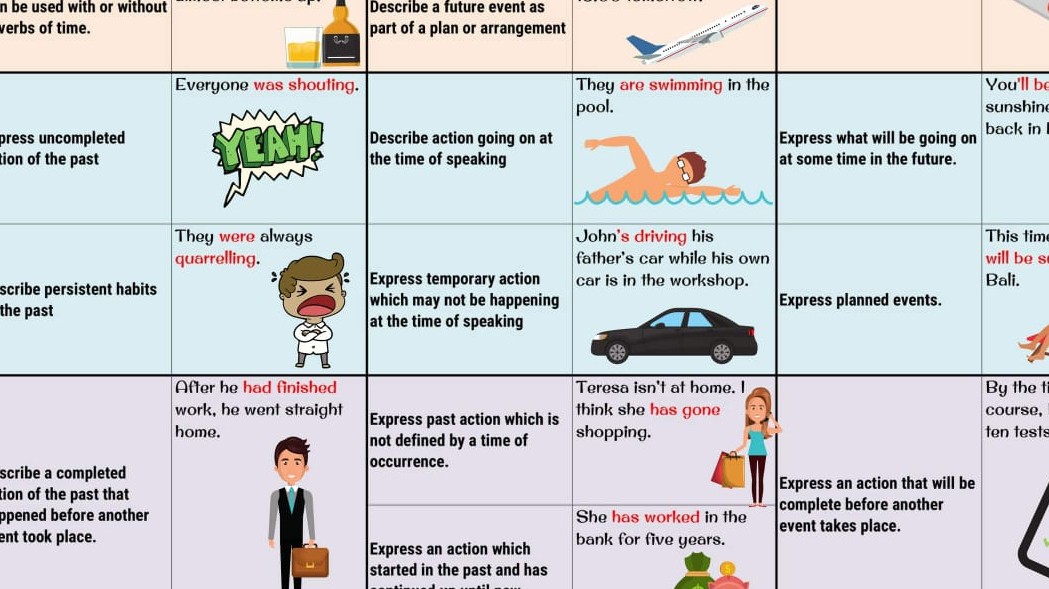 n be used with or without
verbs of time.
Describe a future event as
part of a plan or arrangement
press uncompleted
tion of the past
Everyone was shouting.
YEAH!
Describe action going on at
the time of speaking
They are swimming in the
pool.
Express what will be going on
at some time in the future.
You'll be
sunshine
back in
scribe persistent habits
the past
They were always
quarrelling.
Express temporary action
which may not be happening
at the time of speaking
John's driving his
father's car while his own
car is in the workshop.
Express planned events.
This time
will be
Bali.
scribe a completed
tion of the past that
ppened before another
ent took place.
After he had finished
work, he went straight
home.
Express past action which is
not defined by a time of
occurrence.
Teresa isn't at home. I
think she has gone
shopping.
Express an action which
started in the past and has
She has worked in the
bank for five years.
Express an action that will be
complete before another
event takes place.
By the
course,
ten tests